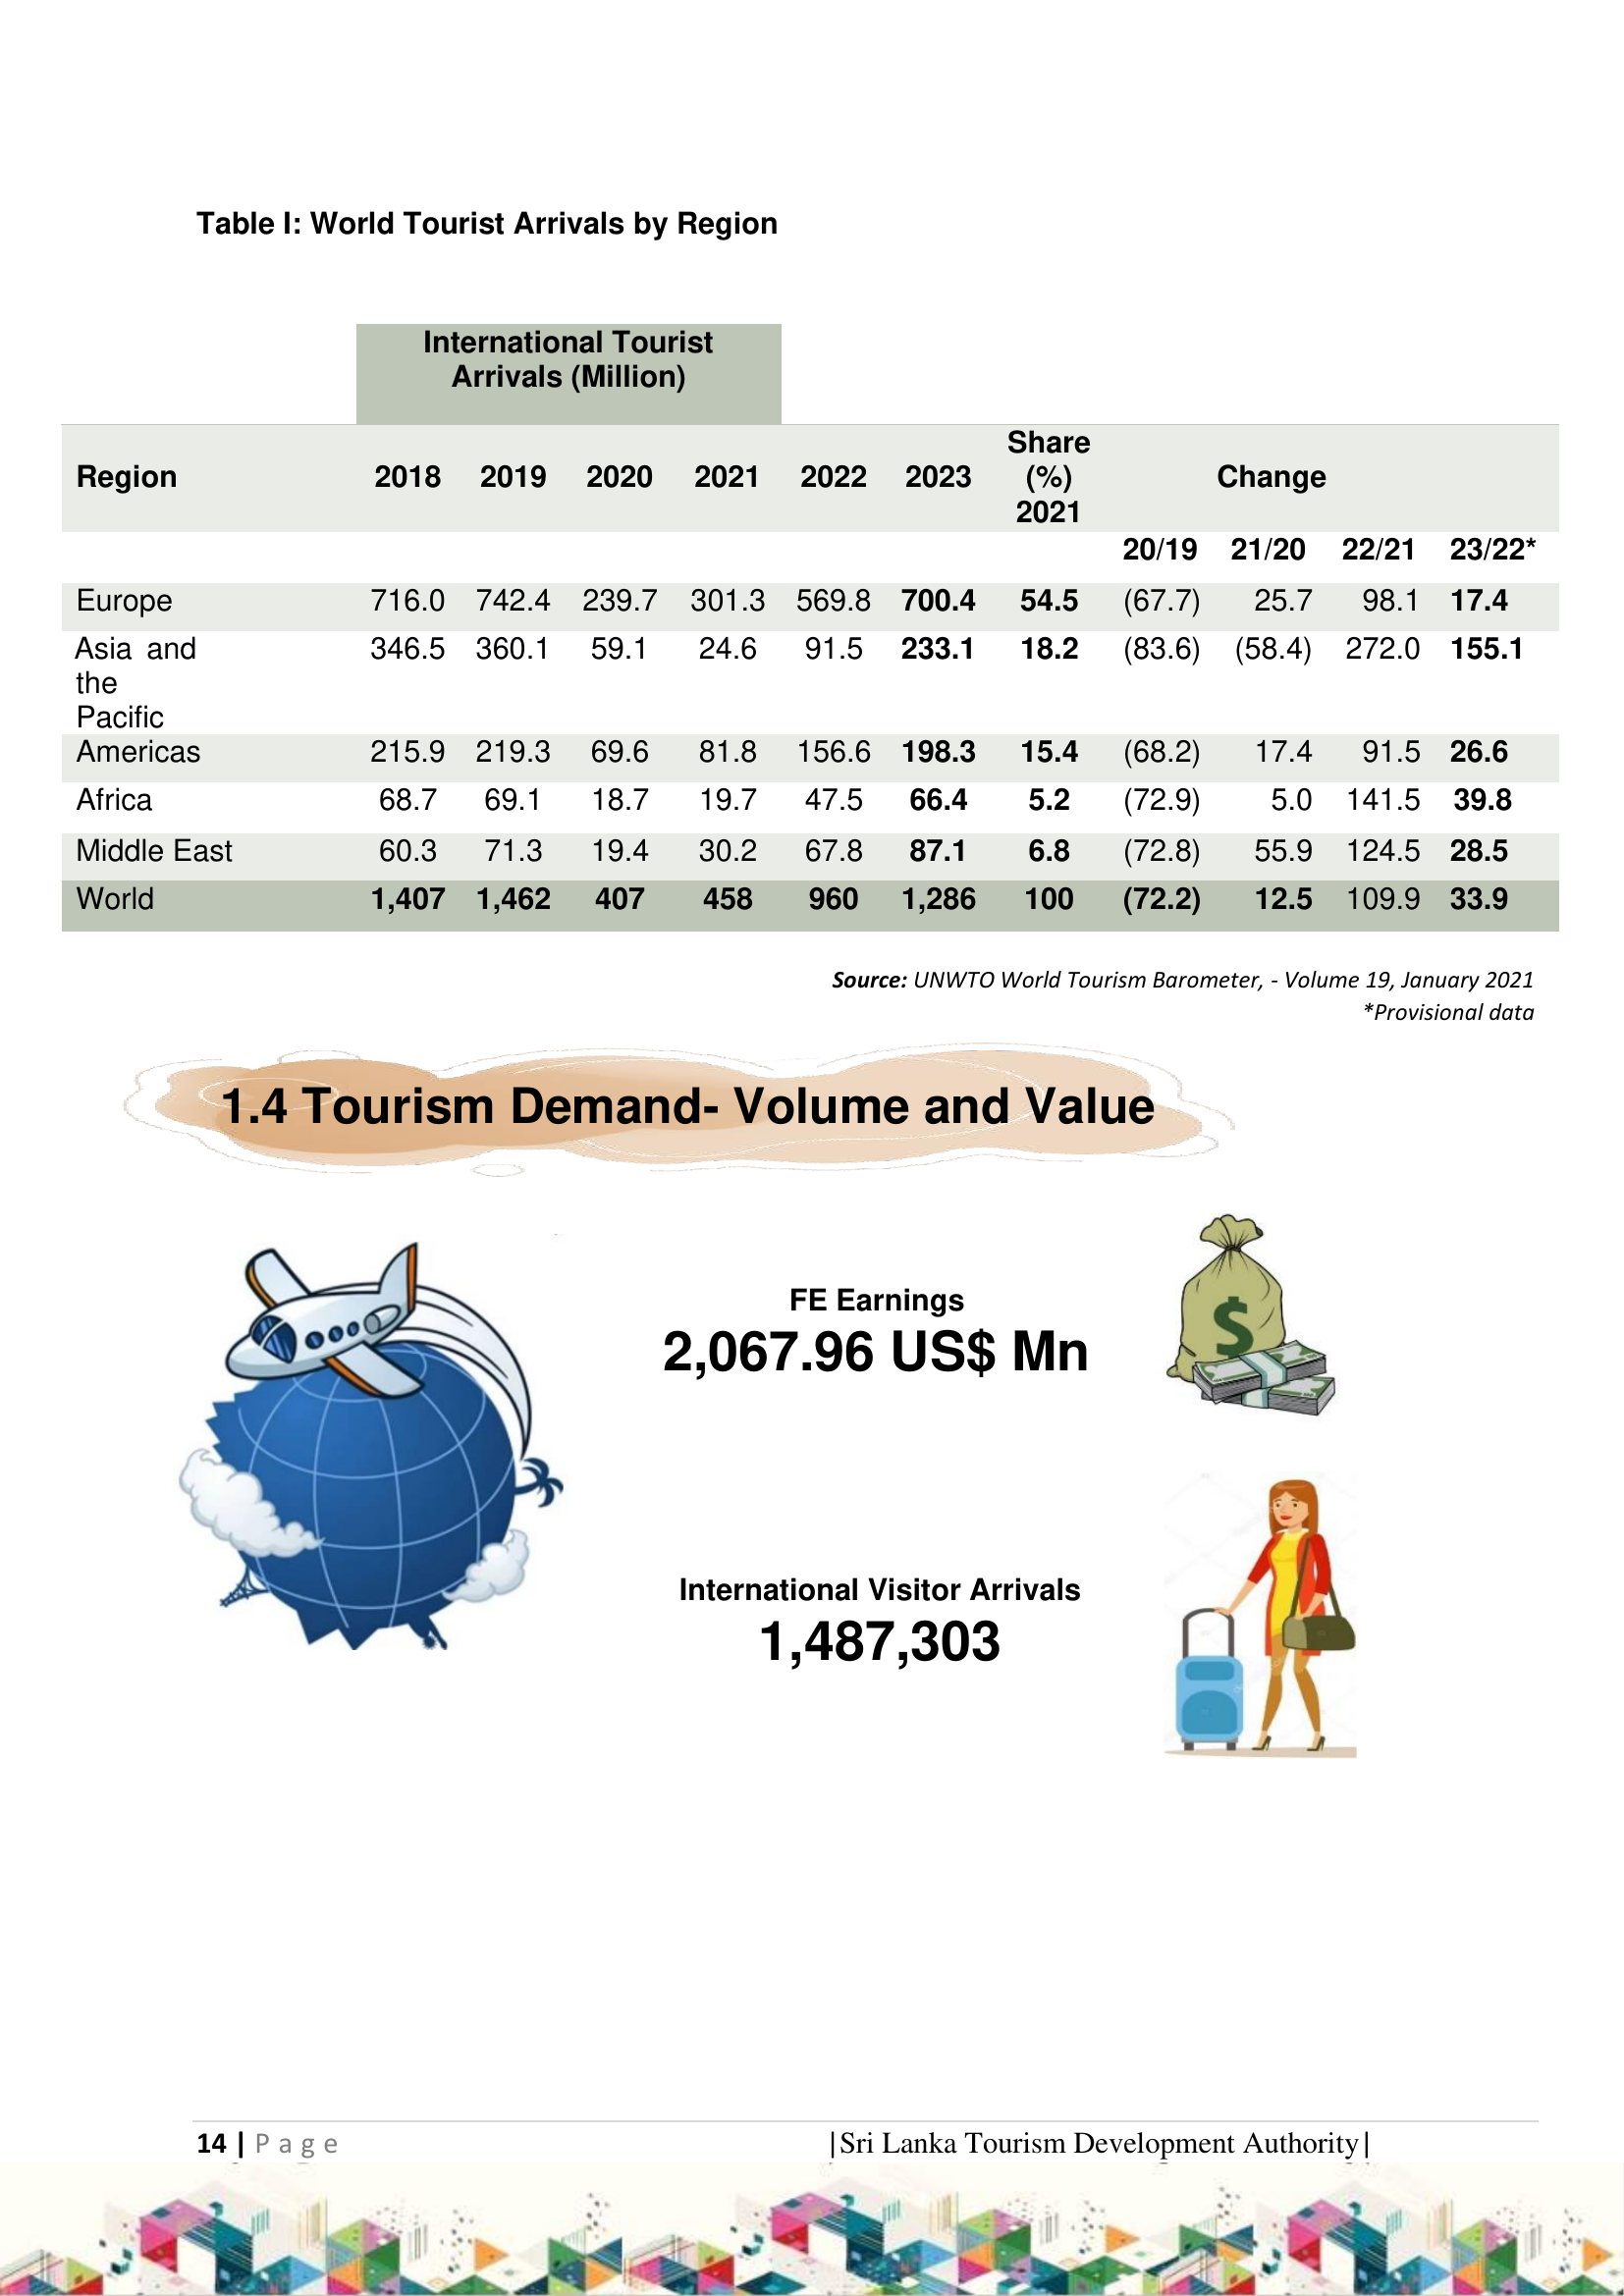 Table I: World Tourist Arrivals by Region
International Tourist
Arrivals (Million)
Region 2018 2019 2020 2021 2022 2023 Share (%) 2021 Change
20/19 21/20 22/21 23/22*
Europe 716.0 742.4 239.7 301.3 569.8 700.4 54.5 (67.7) 25.7 98.1 17.4
Asia and the Pacific 346.5 360.1 59.1 24.6 91.5 233.1 18.2 (83.6) (58.4) 272.0 155.1
Americas 215.9 219.3 69.6 81.8 156.6 198.3 15.4 (68.2) 17.4 91.5 26.6
Africa 68.7 69.1 18.7 19.7 47.5 66.4 5.2 (72.9) 5.0 141.5 39.8
Middle East 60.3 71.3 19.4 30.2 67.8 87.1 6.8 (72.8) 55.9 124.5 28.5
World 1,407 1,462 407 458 960 1,286 100 (72.2) 12.5 109.9 33.9
Source: UNWTO World Tourism Barometer, - Volume 19, January 2021
*Provisional data
1.4 Tourism Demand- Volume and Value
FE Earnings
2,067.96 US$ Mn
$
International Visitor Arrivals
1,487,303
14 | Page |Sri Lanka Tourism Development Authority|